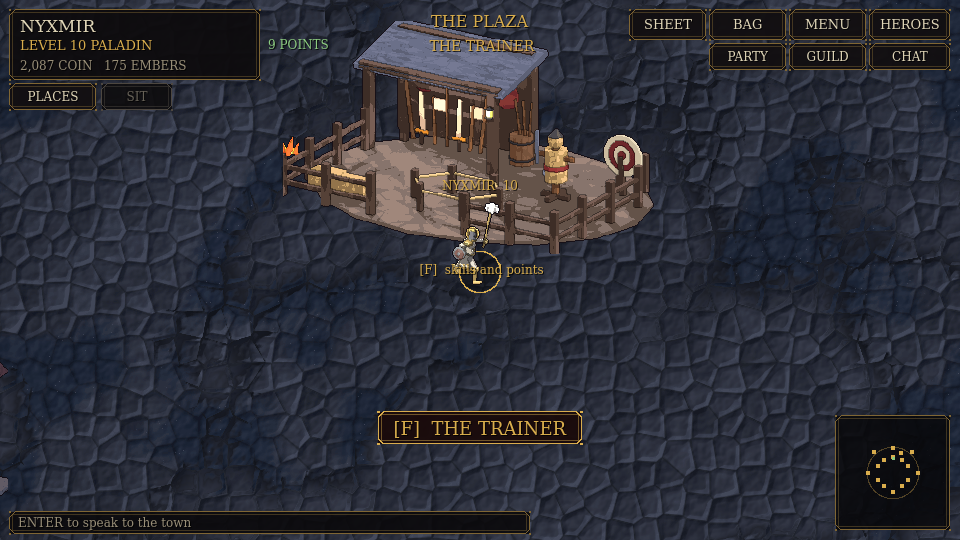 NYXMIR
LEVEL 10 PALADIN
2,087 COIN 175 EMBERS
9 POINTS
THE PLAZA
THE TRAINER
SHEET
BAG
MENU
HEROES
PARTY
GUILD
CHAT
PLACES
SIT
NYXMIR 10
[F] skills and points
[F] THE TRAINER
ENTER to speak to the town